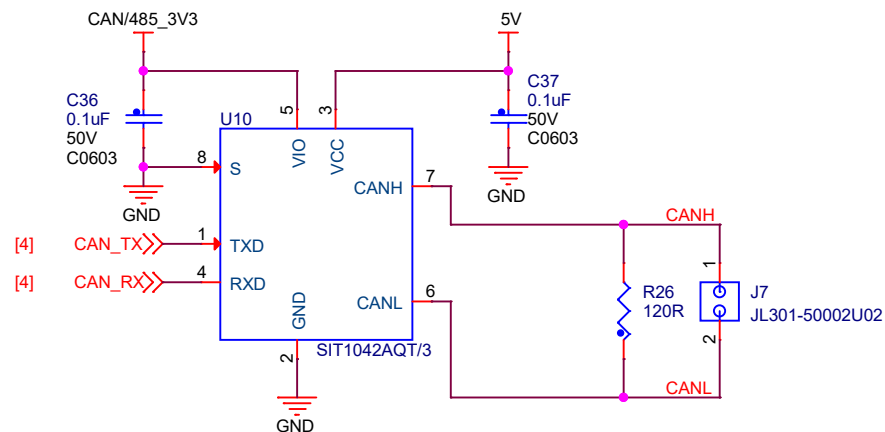 CAN/485_3V3
5V
C36
0.1uF
50V
C0603
C37
0.1uF
50V
C0603
U10
5
3
VIO
VCC
8
S
GND
GND
7
CANH
CANH
[4]
CAN_TX
1
TXD
[4]
CAN_RX
4
RXD
GND
2
6
CANL
R26
120R
1
J7
JL301-50002U02
2
SIT1042AQT/3
CANL
GND